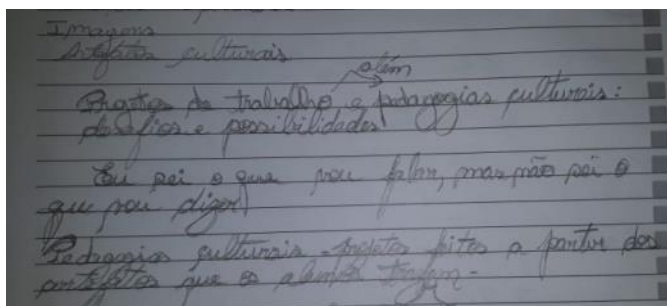 Imagens
Artefatos culturais
além
Projetos de trabalho e pedagogias culturais:
desafios e possibilidades
Eu sei o que vou falar, mas não sei o
que vou dizer!
Pedagogias culturais - projetos feitos a partir dos
artefatos que os alunos trazem -